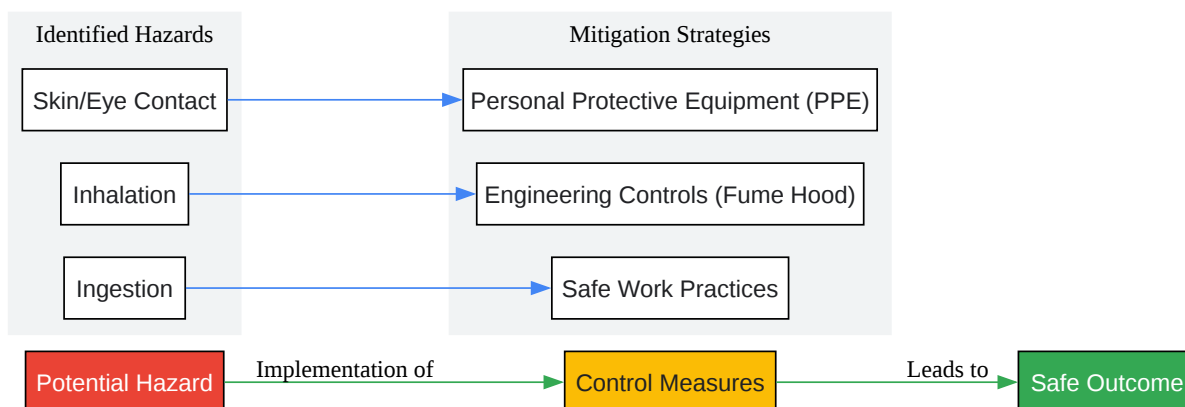 Identified Hazards
Mitigation Strategies
Skin/Eye Contact
Personal Protective Equipment (PPE)
Inhalation
Engineering Controls (Fume Hood)
Ingestion
Safe Work Practices
Potential Hazard
Implementation of
Control Measures
Leads to
Safe Outcome